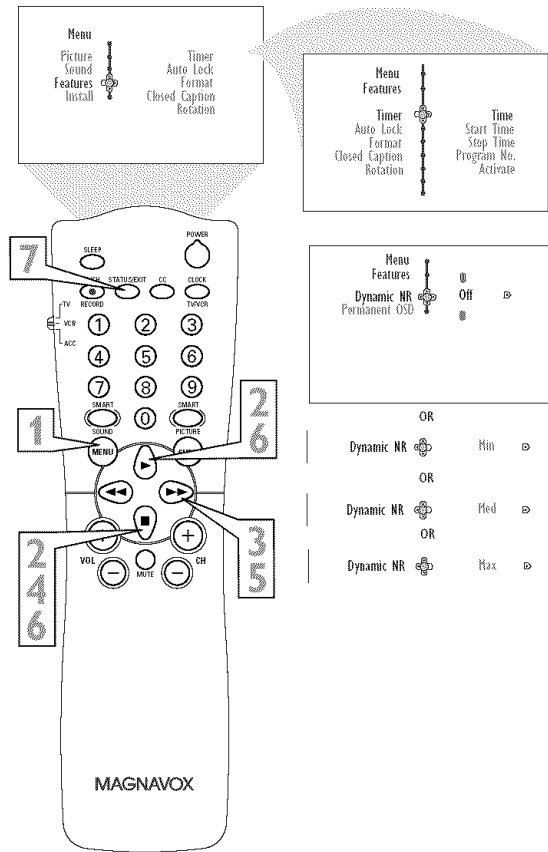 Menu
Picture Timer
Sound Auto Lock
Features Format
Install Closed Caption
Rotation
Menu
Features
Timer Time
Auto Lock Start Time
Format Stop Time
Closed Caption Program No.
Rotation Activate
Menu
Features
Dynamic NR Off
Permanent OSD
OR
Dynamic NR Min
OR
Dynamic NR Med
OR
Dynamic NR Max
POWER
SLEEP
7
STATUS/EXIT CC CLOCK
RECORD TV/VCR
TV
VCR
ACC
1 2 3
4 5 6
7 8 9
SMART 0 SMART
SOUND PICTURE
1
MENU
2
6
2
4
6
3
5
VOL MUTE CH
+
− −
MAGNAVOX